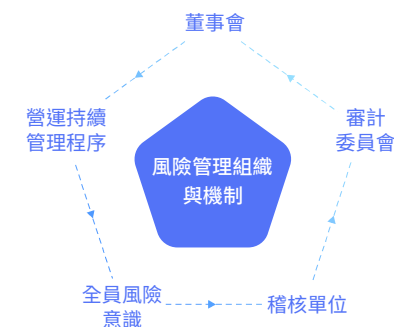 董事會
營運持續
管理程序
審計
委員會
風險管理組織
與機制
全員風險
意識
稽核單位